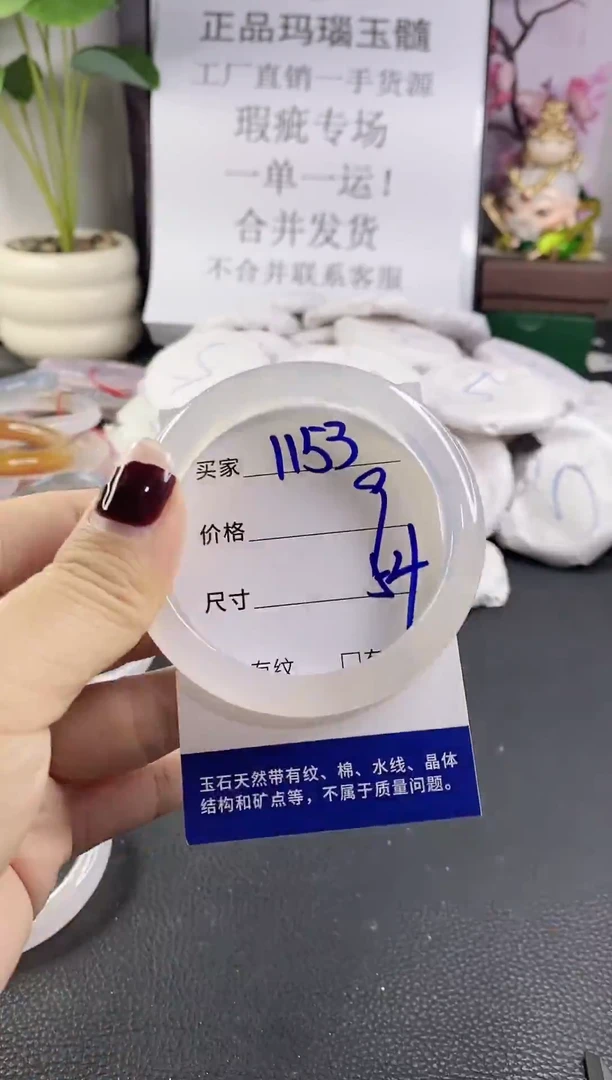 正品玛瑙玉髓
工厂直销一手货源
瑕疵专场
一单一运!
合并发货
不合并联系客服
买家 1153
价格 9
尺寸 54
有纹
玉石天然带有纹、棉、水线、晶体
结构和矿点等，不属于质量问题。